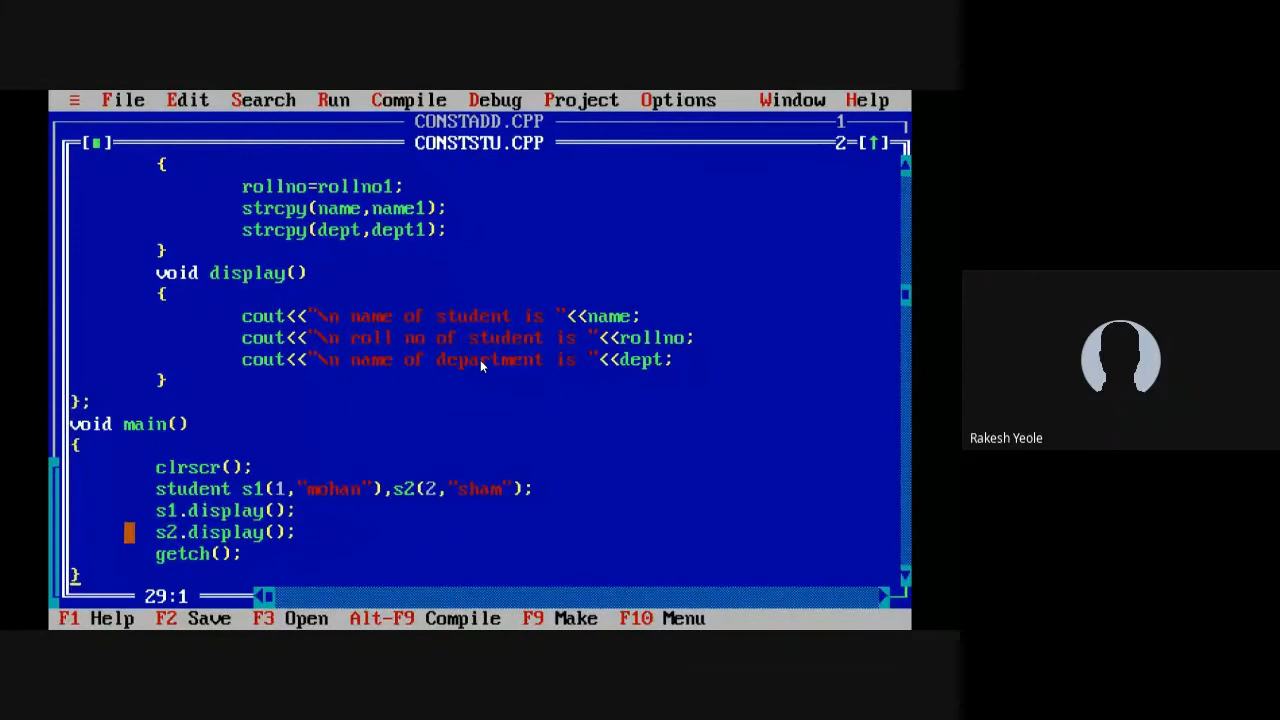 ≡ File Edit Search Run Compile Debug Project Options Window Help
CONSTADD.CPP 1
[■] CONSTSTU.CPP 2=[↑]
{
rollno=rollno1;
strcpy(name,name1);
strcpy(dept,dept1);
}
void display()
{
cout<<"\n name of student is "<<name;
cout<<"\n roll no of student is "<<rollno;
cout<<"\n name of department is "<<dept;
}
};
void main()
{
clrscr();
student s1(1,"mohan"),s2(2,"sham");
s1.display();
s2.display();
getch();
}
29:1
F1 Help F2 Save F3 Open Alt-F9 Compile F9 Make F10 Menu
Rakesh Yeole